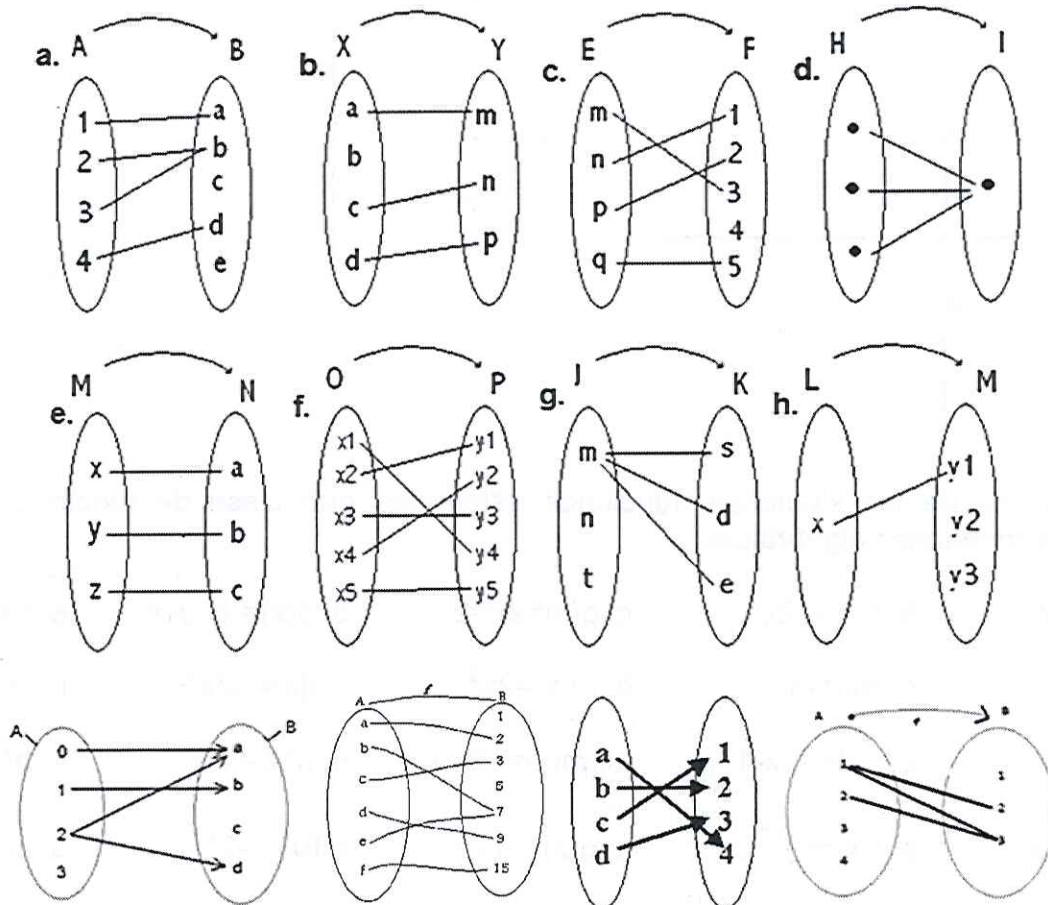 A B X Y E F H I
a. b. c. d.
1 a a m m 1
2 b b n 2
3 c c n p 3
4 d d p q 4
e 5
M N O P J K L M
e. f. g. h.
x a x1 y1 m s y1
y b x2 y2 n d x y2
z c x3 y3 t e y3
x4 y4
x5 y5
A B A f B A B
0 a a 1 a 1 1 1
1 b b 2 b 2 2 2
2 c c 3 c 3 3 3
3 d d 5 d 4 4
e 7
f 9
15